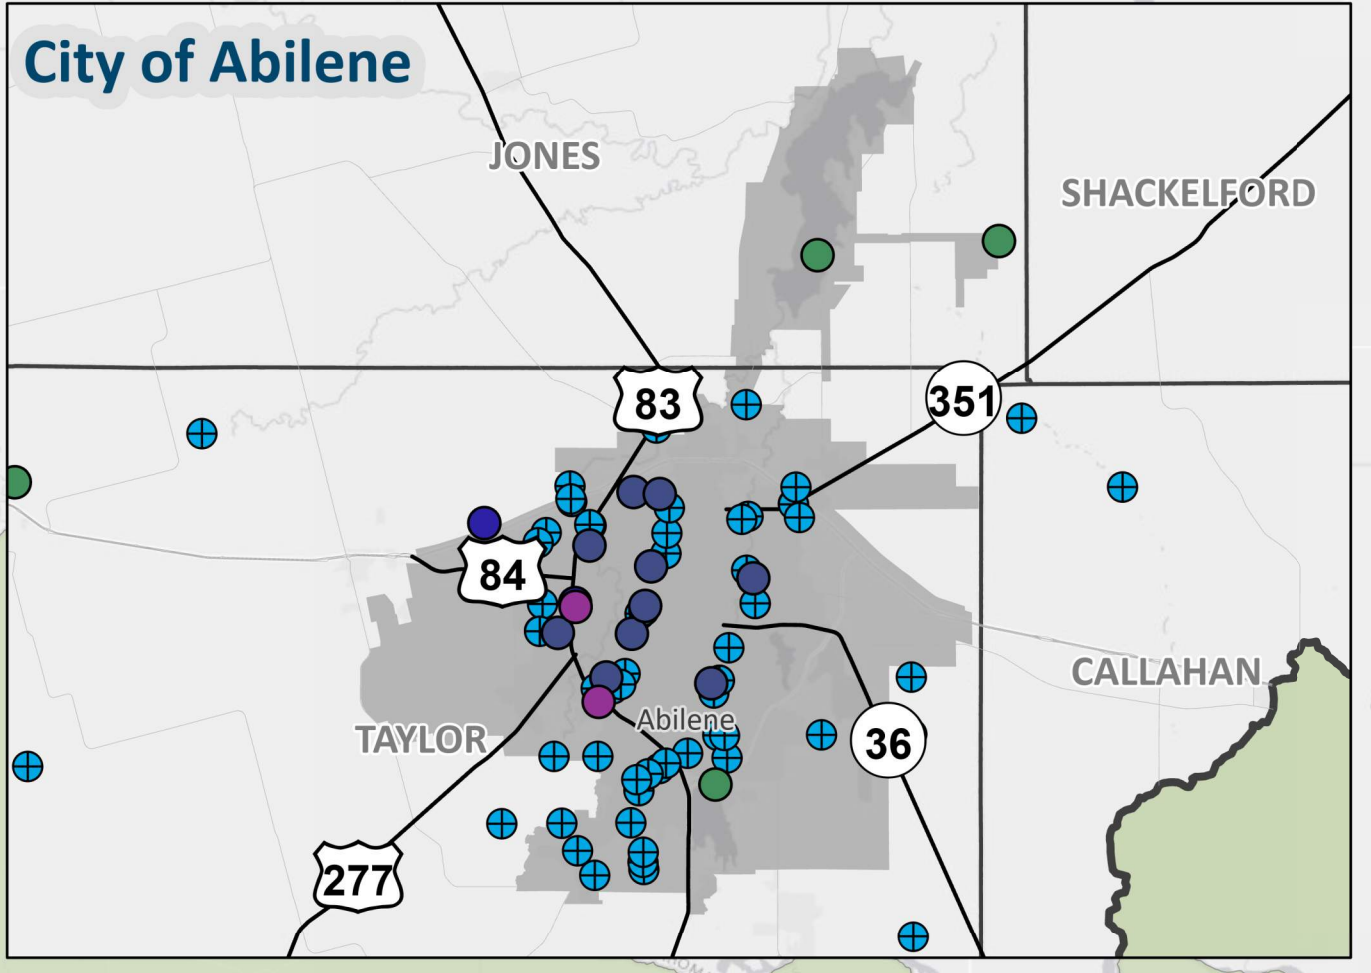 City of Abilene
JONES
SHACKELFORD
83
351
84
CALLAHAN
Abilene
TAYLOR
36
277